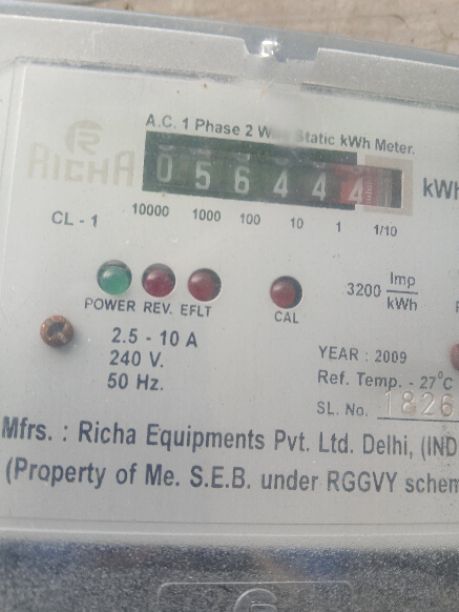 A.C. 1 Phase 2 W Static kWh Meter.
RICHA
0 5 6 4 4 4 kWh
CL - 1 10000 1000 100 10 1 1/10
POWER REV. EFLT CAL
3200 Imp/kWh
2.5 - 10 A
240 V.
50 Hz.
YEAR : 2009
Ref. Temp. - 27°C
SL. No. 1826
Mfrs. : Richa Equipments Pvt. Ltd. Delhi, (IND
(Property of Me. S.E.B. under RGGVY schem